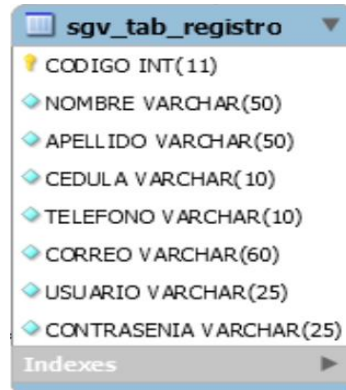 sgv_tab_registro
CODIGO INT(11)
NOMBRE VARCHAR(50)
APELLIDO VARCHAR(50)
CEDULA VARCHAR(10)
TELEFONO VARCHAR(10)
CORREO VARCHAR(60)
USUARIO VARCHAR(25)
CONTRASENIA VARCHAR(25)
Indexes